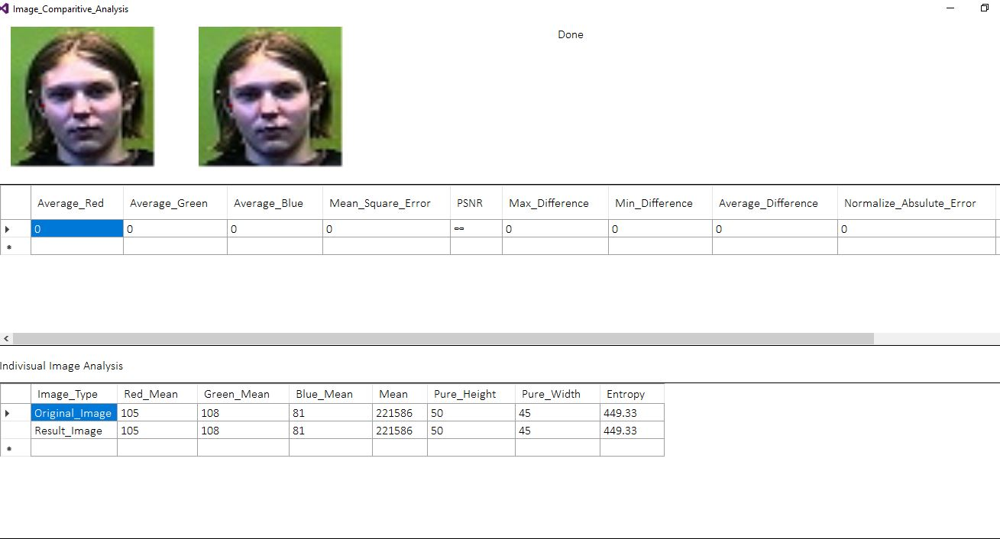 Image_Comparitive_Analysis
Done
Average_Red Average_Green Average_Blue Mean_Square_Error PSNR Max_Difference Min_Difference Average_Difference Normalize_Absulute_Error
0 0 0 0 ∞ 0 0 0 0
Indivisual Image Analysis
Image_Type Red_Mean Green_Mean Blue_Mean Mean Pure_Height Pure_Width Entropy
Original_Image 105 108 81 221586 50 45 449.33
Result_Image 105 108 81 221586 50 45 449.33